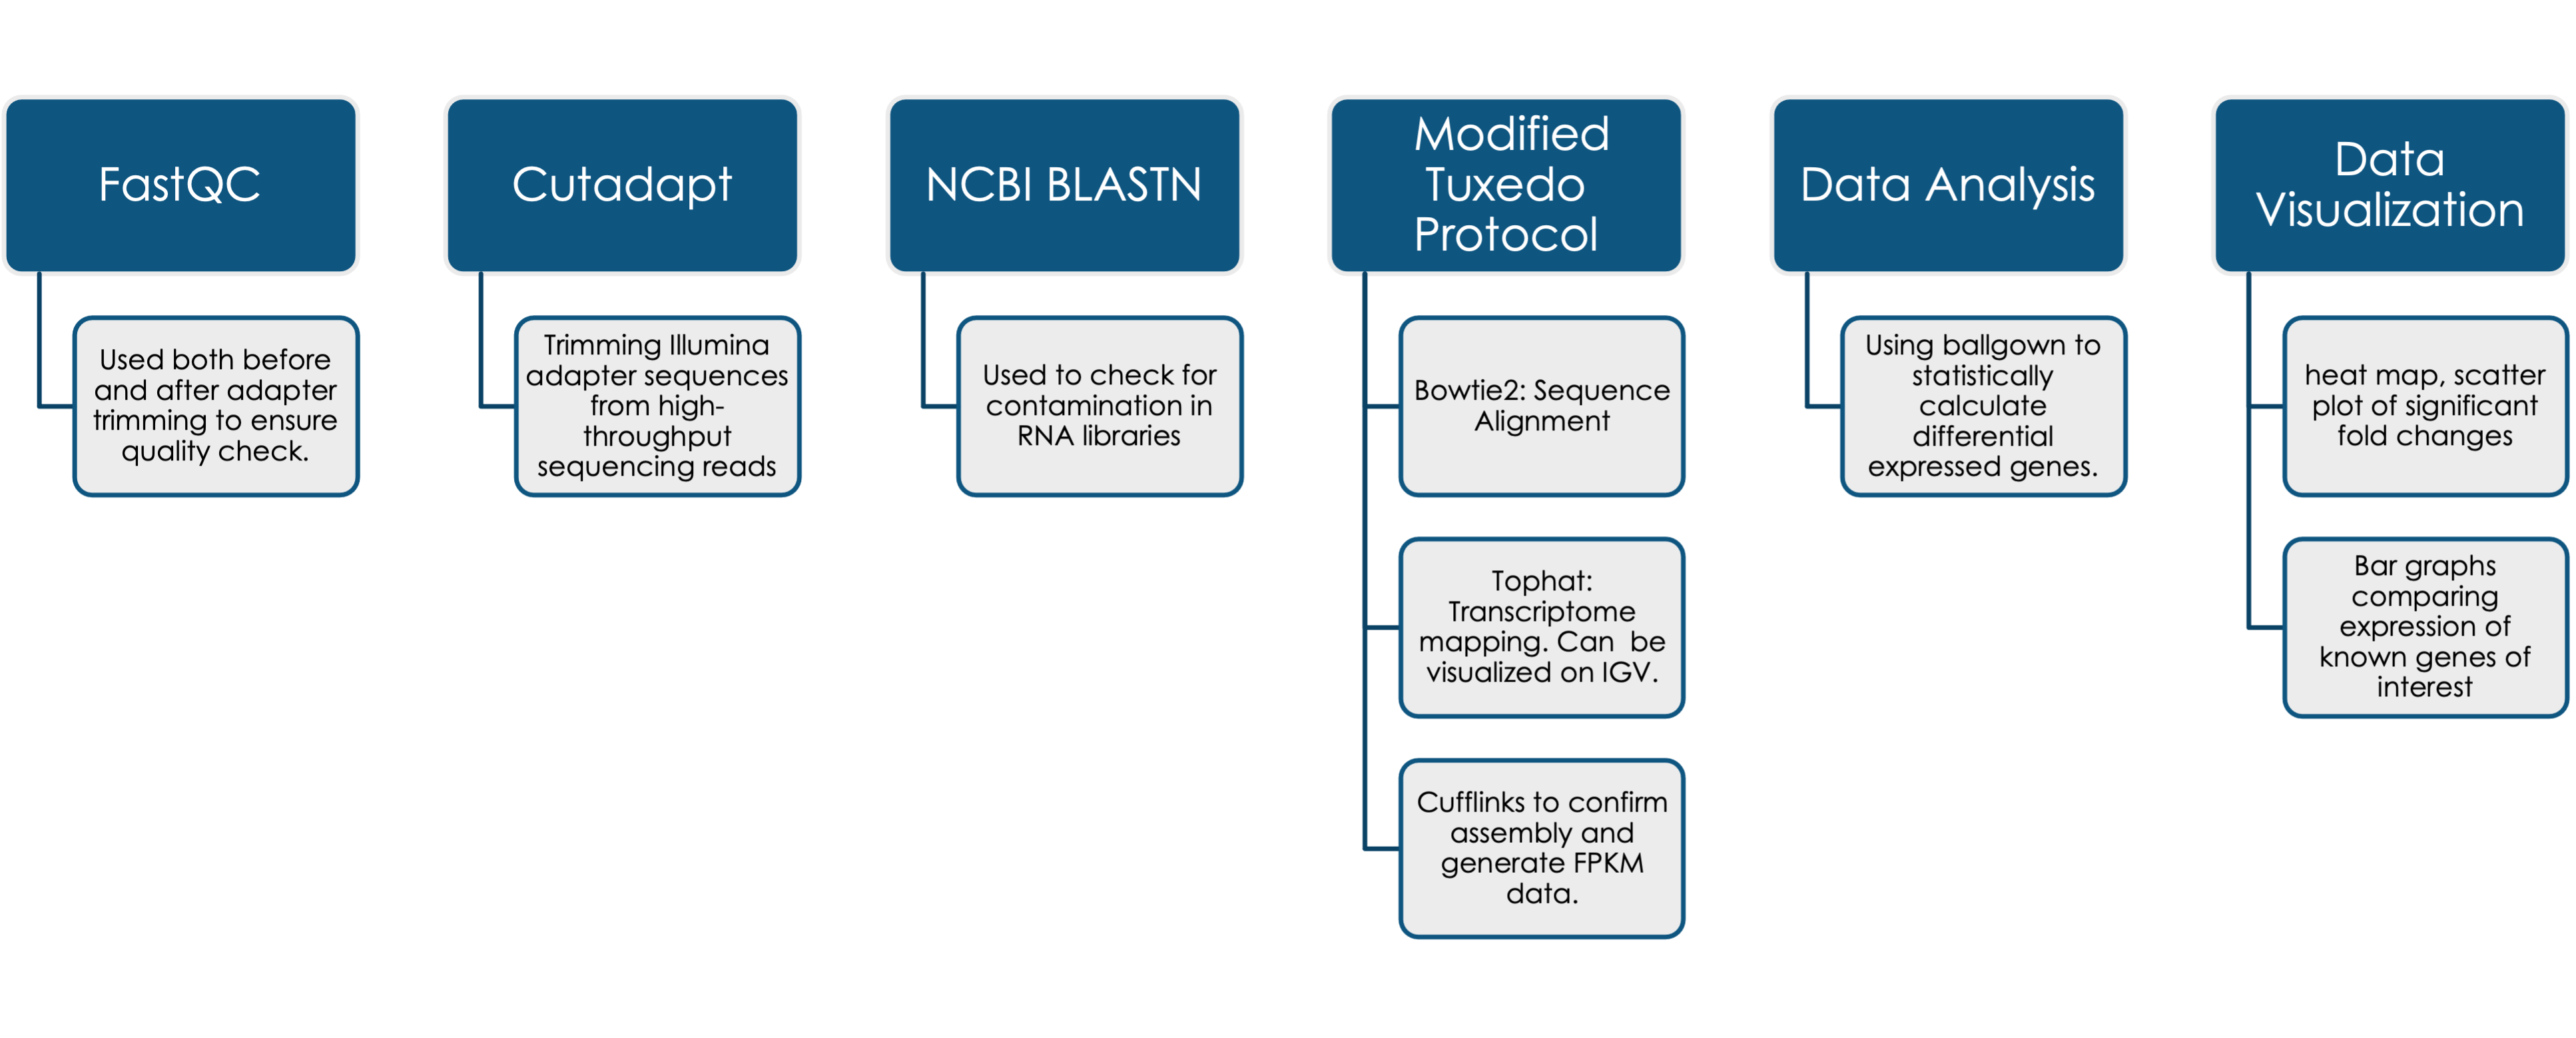 FastQC
Used both before
and after adapter
trimming to ensure
quality check.
Cutadapt
Trimming Illumina
adapter sequences
from high-
throughput
sequencing reads
NCBI BLASTN
Used to check for
contamination in
RNA libraries
Modified
Tuxedo
Protocol
Bowtie2: Sequence
Alignment
Tophat:
Transcriptome
mapping. Can  be
visualized on IGV.
Cufflinks to confirm
assembly and
generate FPKM
data.
Data Analysis
Using ballgown to
statistically
calculate
differential
expressed genes.
Data
Visualization
heat map, scatter
plot of significant
fold changes
Bar graphs
comparing
expression of
known genes of
interest